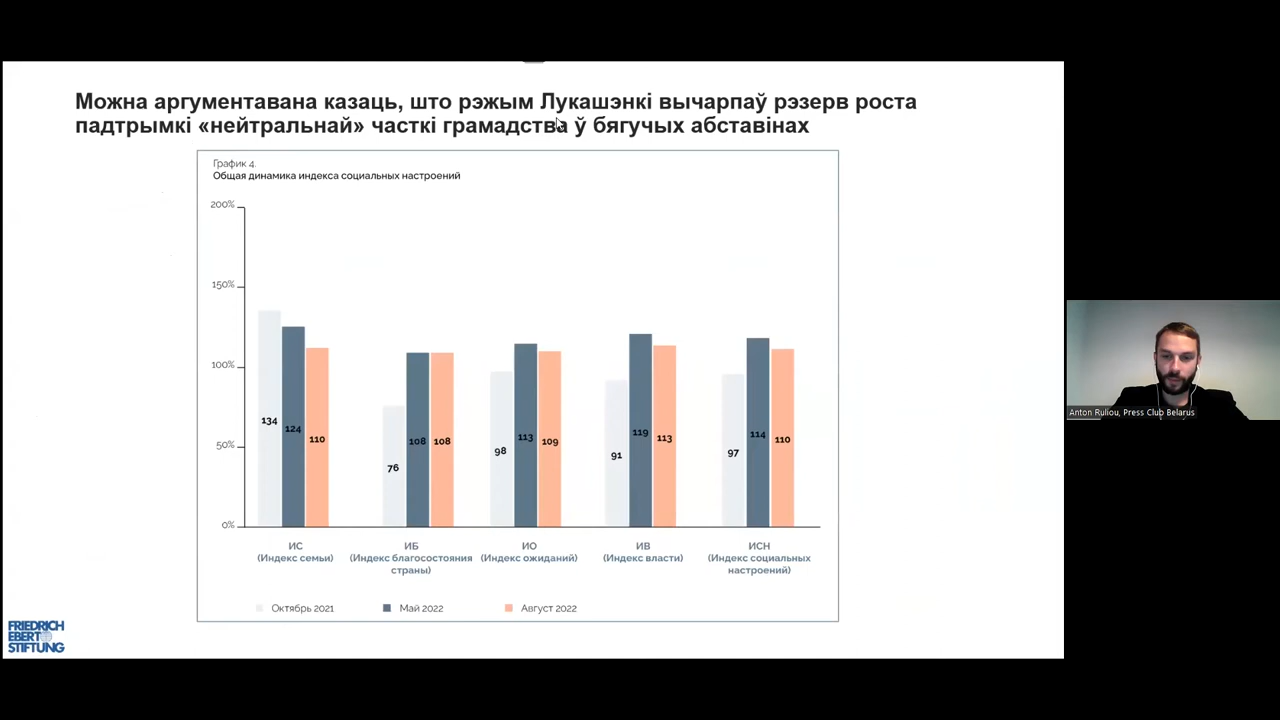 Можна аргументавана казаць, што рэжым Лукашэнкі вычарпаў рэзерв роста
падтрымкі «нейтральнай» часткі грамадства ў бягучых абставінах
График 4.
Общая динамика индекса социальных настроений
200%
150%
100%
50%
0%
134 124 110
76 108 108
98 113 109
91 119 113
97 114 110
ИС
(Индекс семьи)
ИБ
(Индекс благосостояния
страны)
ИО
(Индекс ожиданий)
ИВ
(Индекс власти)
ИСН
(Индекс социальных
настроений)
Октябрь 2021 Май 2022 Август 2022
FRIEDRICH
EBERT
STIFTUNG
Anton Ruliou, Press Club Belarus